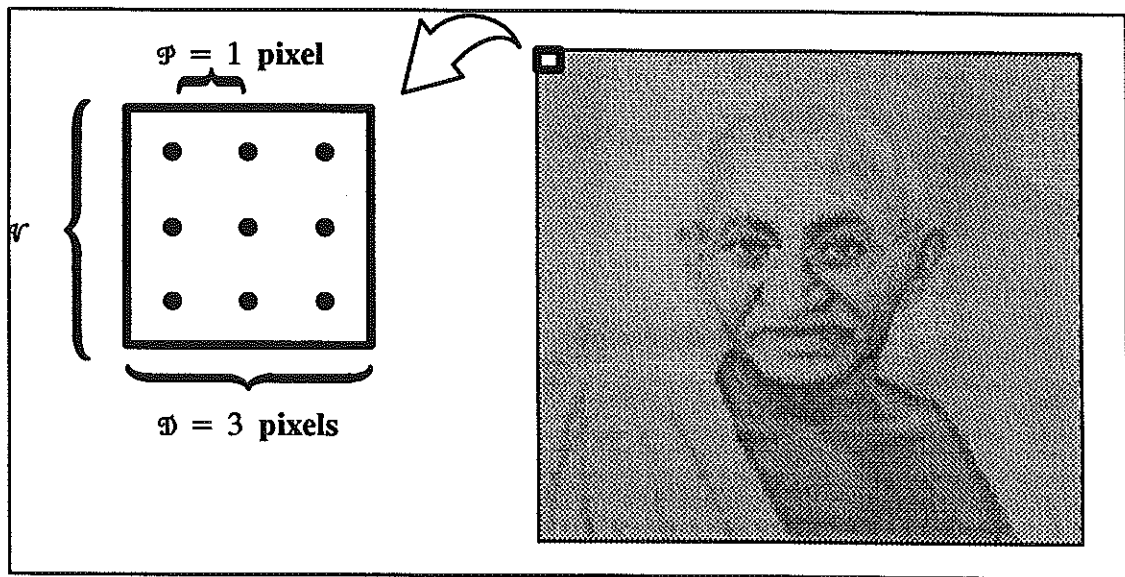 𝒫 = 1 pixel
𝒱
𝒟 = 3 pixels